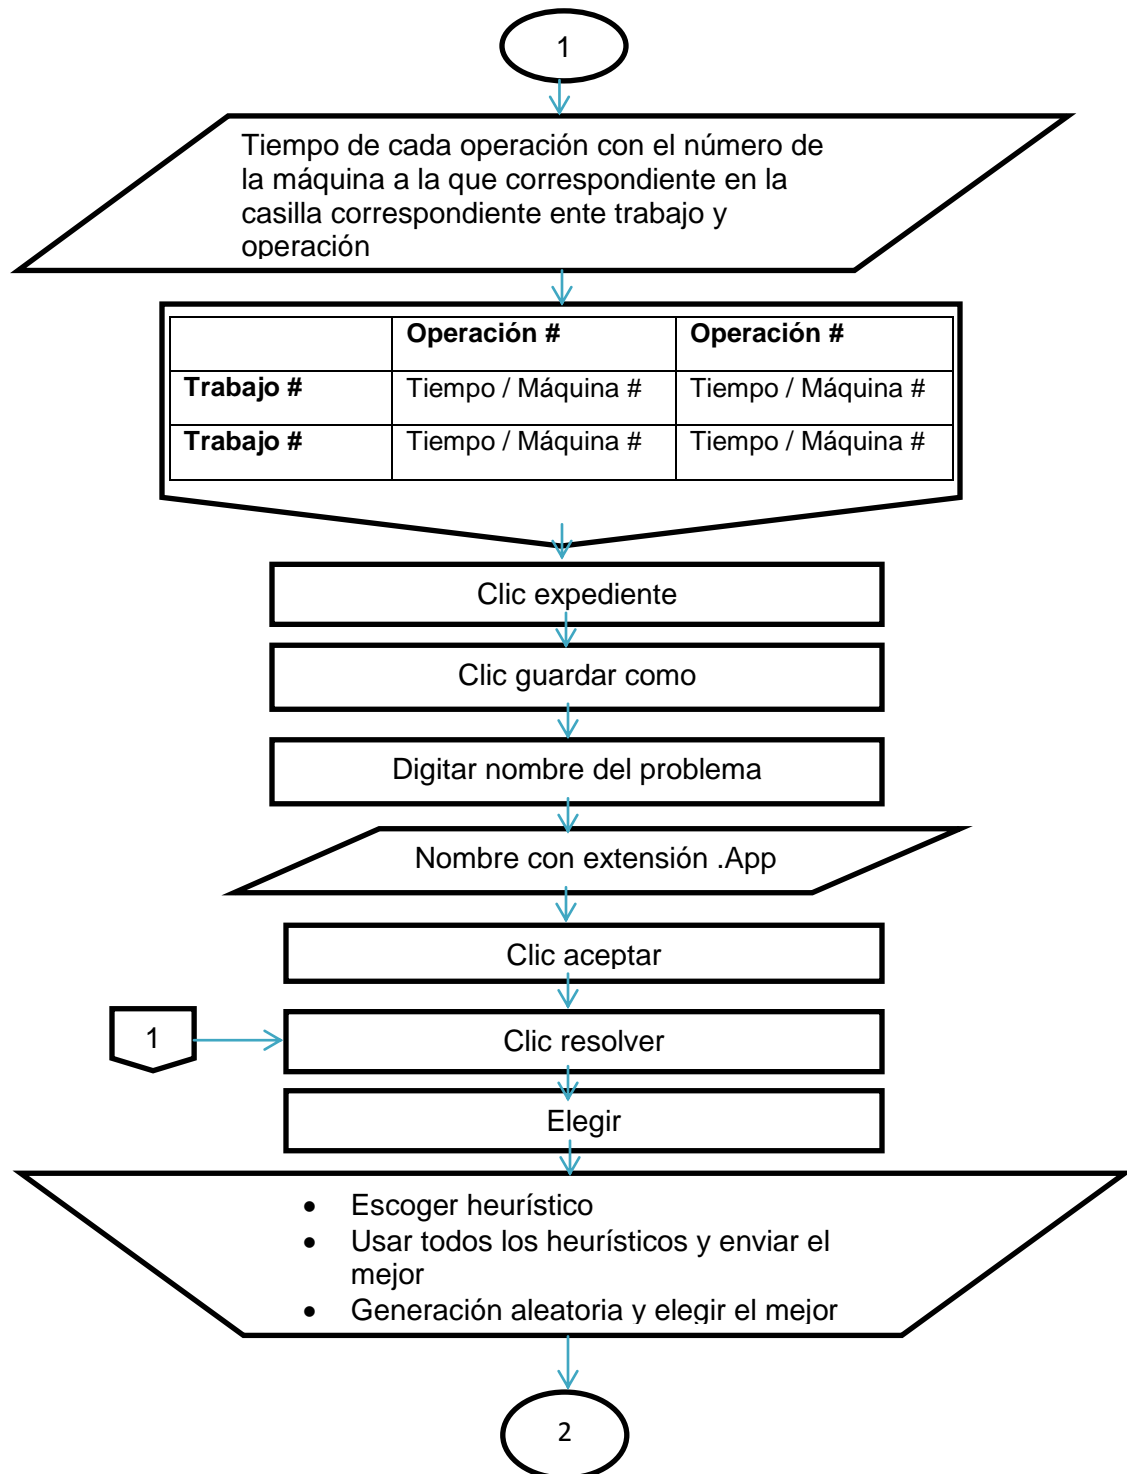 1
Tiempo de cada operación con el número de
la máquina a la que correspondiente en la
casilla correspondiente ente trabajo y
operación
Operación # Operación #
Trabajo # Tiempo / Máquina # Tiempo / Máquina #
Trabajo # Tiempo / Máquina # Tiempo / Máquina #
Clic expediente
Clic guardar como
Digitar nombre del problema
Nombre con extensión .App
Clic aceptar
1 Clic resolver
Elegir
• Escoger heurístico
• Usar todos los heurísticos y enviar el
mejor
• Generación aleatoria y elegir el mejor
2